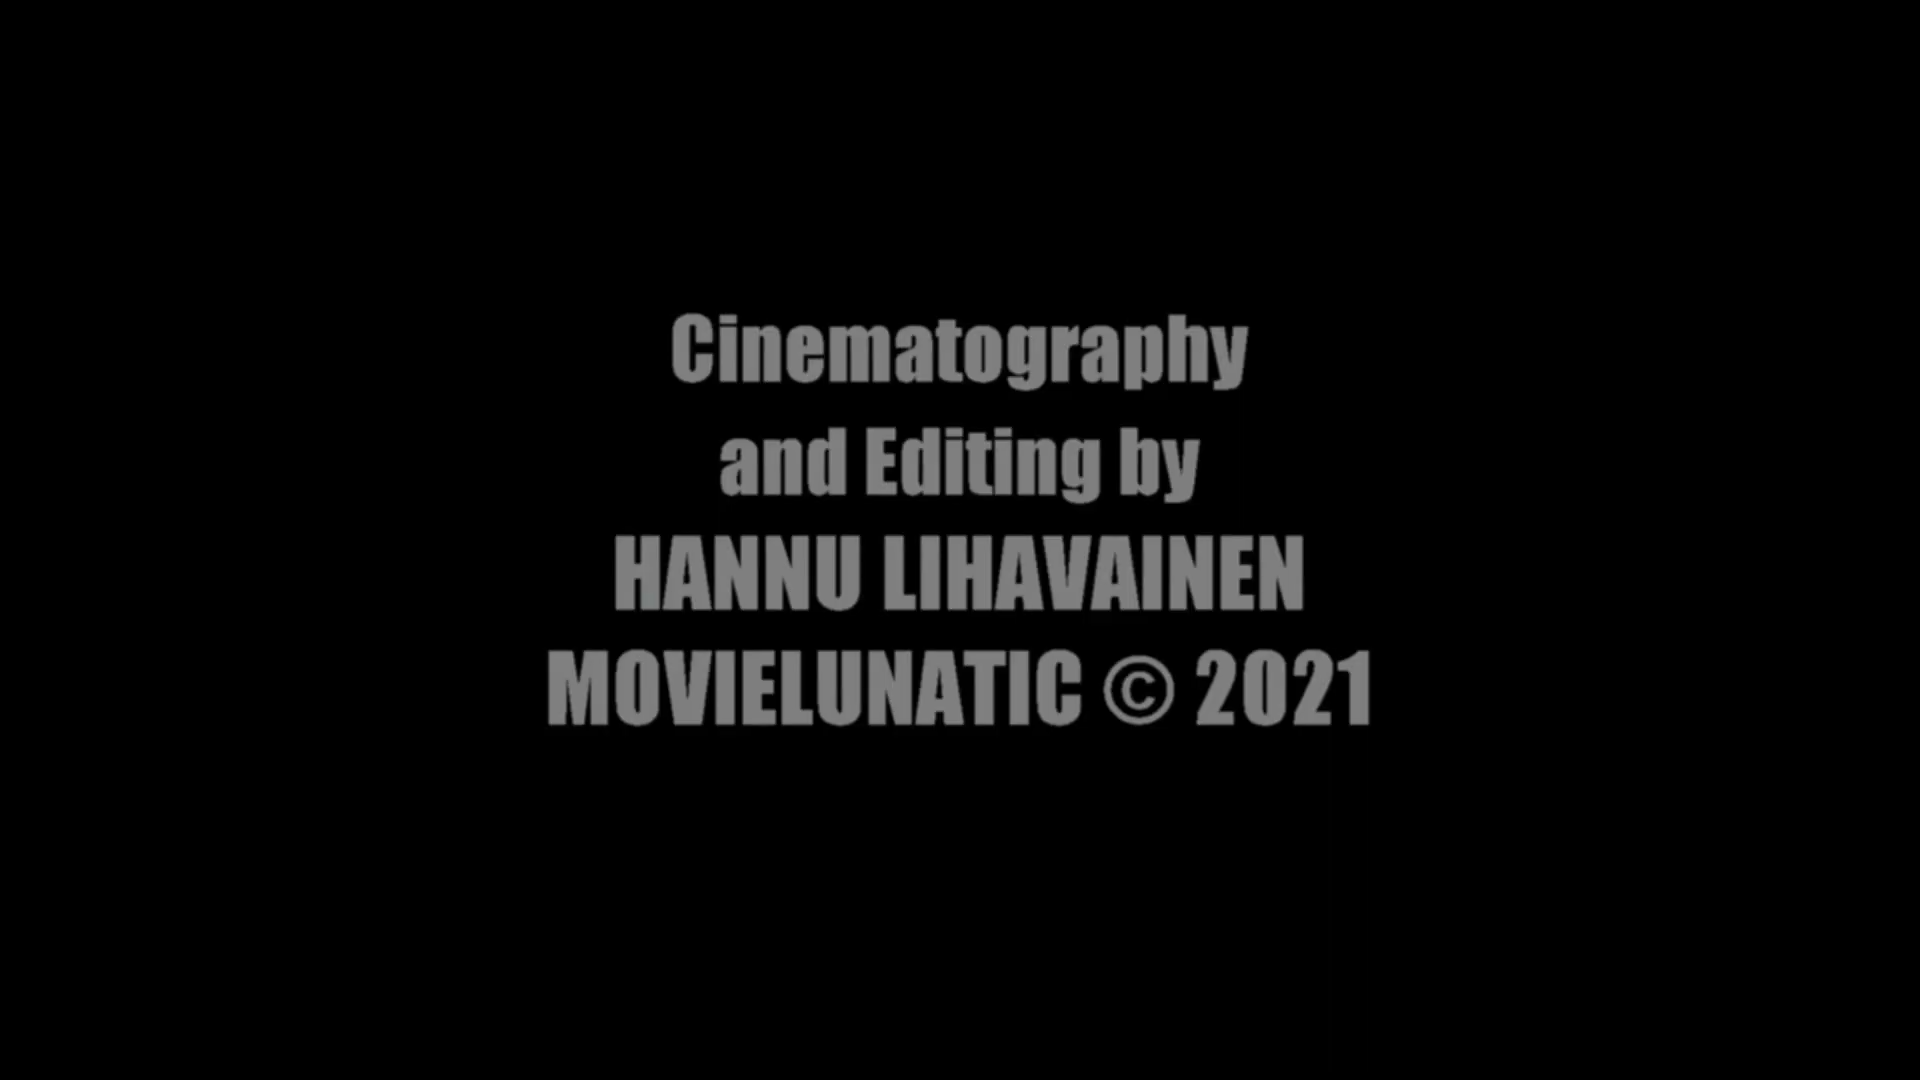 Cinematography
and Editing by
HANNU LIHAVAINEN
MOVIELUNATIC © 2021